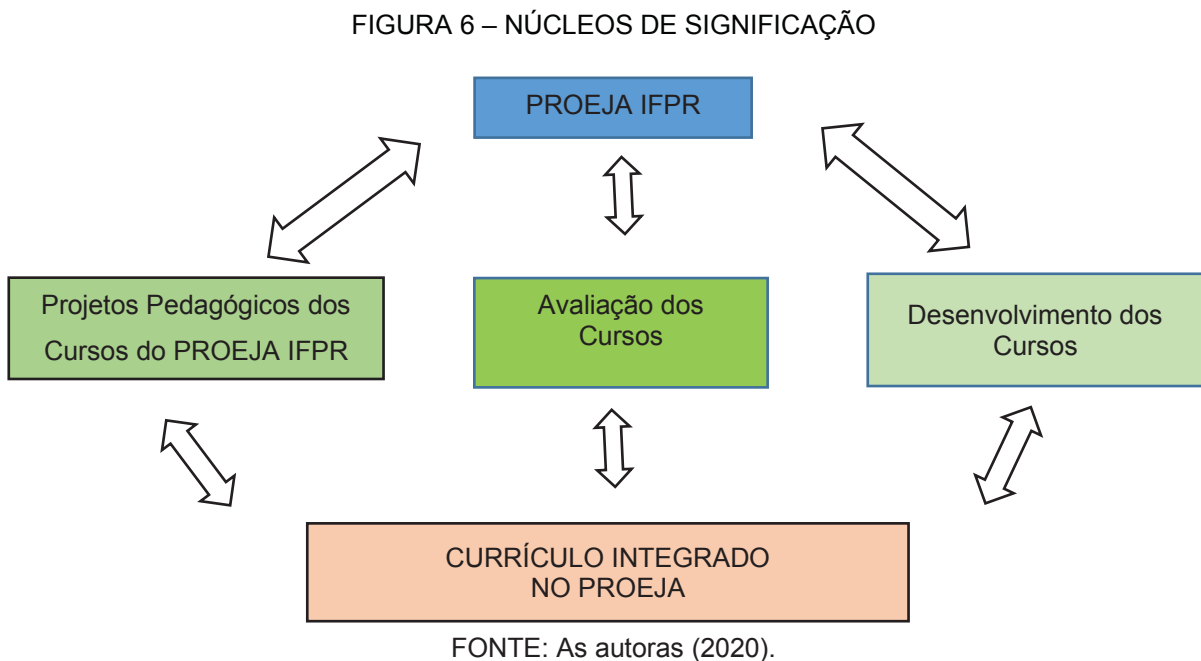 FIGURA 6 – NÚCLEOS DE SIGNIFICAÇÃO
PROEJA IFPR
Projetos Pedagógicos dos
Cursos do PROEJA IFPR
Avaliação dos
Cursos
Desenvolvimento dos
Cursos
CURRÍCULO INTEGRADO
NO PROEJA
FONTE: As autoras (2020).